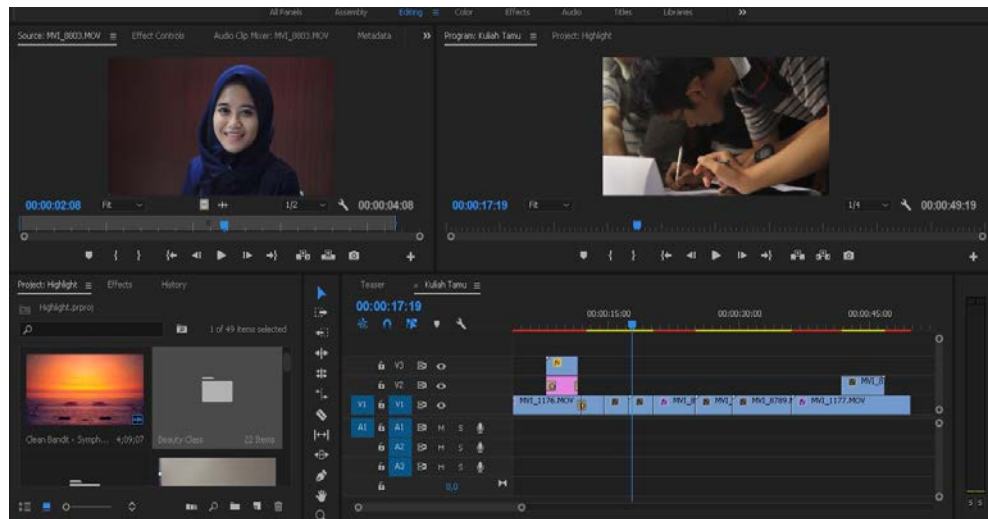 All Panels Assembly Editing Color Effects Audio Titles Libraries
Source: MVI_8803.MOV Effect Controls Audio Clip Mixer: MVI_8803.MOV Metadata
Program: Kuliah Tamu Project: Highlight
00:00:02:08 Fit 1/2 00:00:04:08
00:00:17:19 Fit 1/4 00:00:49:19
Project: Highlight Effects History
Highlight.prproj
1 of 49 items selected
Clean Bandit - Symph... 4;09;07
Beauty Class 22 Items
Teaser × Kuliah Tamu
00:00:17:19
00:00:15:00 00:00:30:00 00:00:45:00
V3
V2
V1 V1
MVI_1176.MOV MVI_8789.M MVI_1177.MOV
A1 A1 M S
A2 M S
A3 M S
0,0
S S